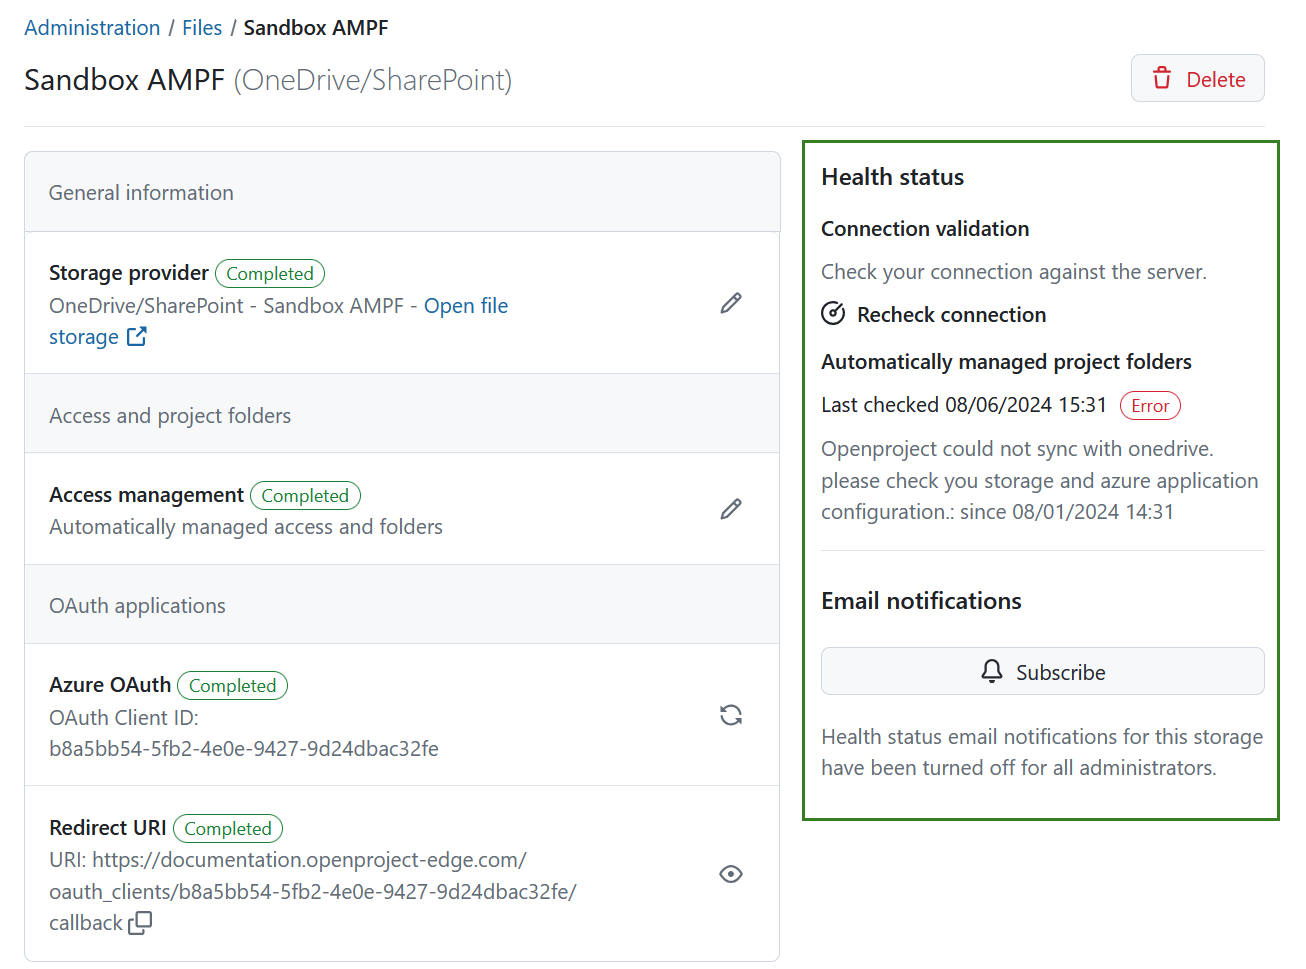 Administration / Files / Sandbox AMPF
Sandbox AMPF (OneDrive/SharePoint)
Delete
General information
Storage provider Completed
OneDrive/SharePoint - Sandbox AMPF - Open file
storage
Access and project folders
Access management Completed
Automatically managed access and folders
OAuth applications
Azure OAuth Completed
OAuth Client ID:
b8a5bb54-5fb2-4e0e-9427-9d24dbac32fe
Redirect URI Completed
URI: https://documentation.openproject-edge.com/
oauth_clients/b8a5bb54-5fb2-4e0e-9427-9d24dbac32fe/
callback
Health status
Connection validation
Check your connection against the server.
Recheck connection
Automatically managed project folders
Last checked 08/06/2024 15:31 Error
Openproject could not sync with onedrive.
please check you storage and azure application
configuration.: since 08/01/2024 14:31
Email notifications
Subscribe
Health status email notifications for this storage
have been turned off for all administrators.